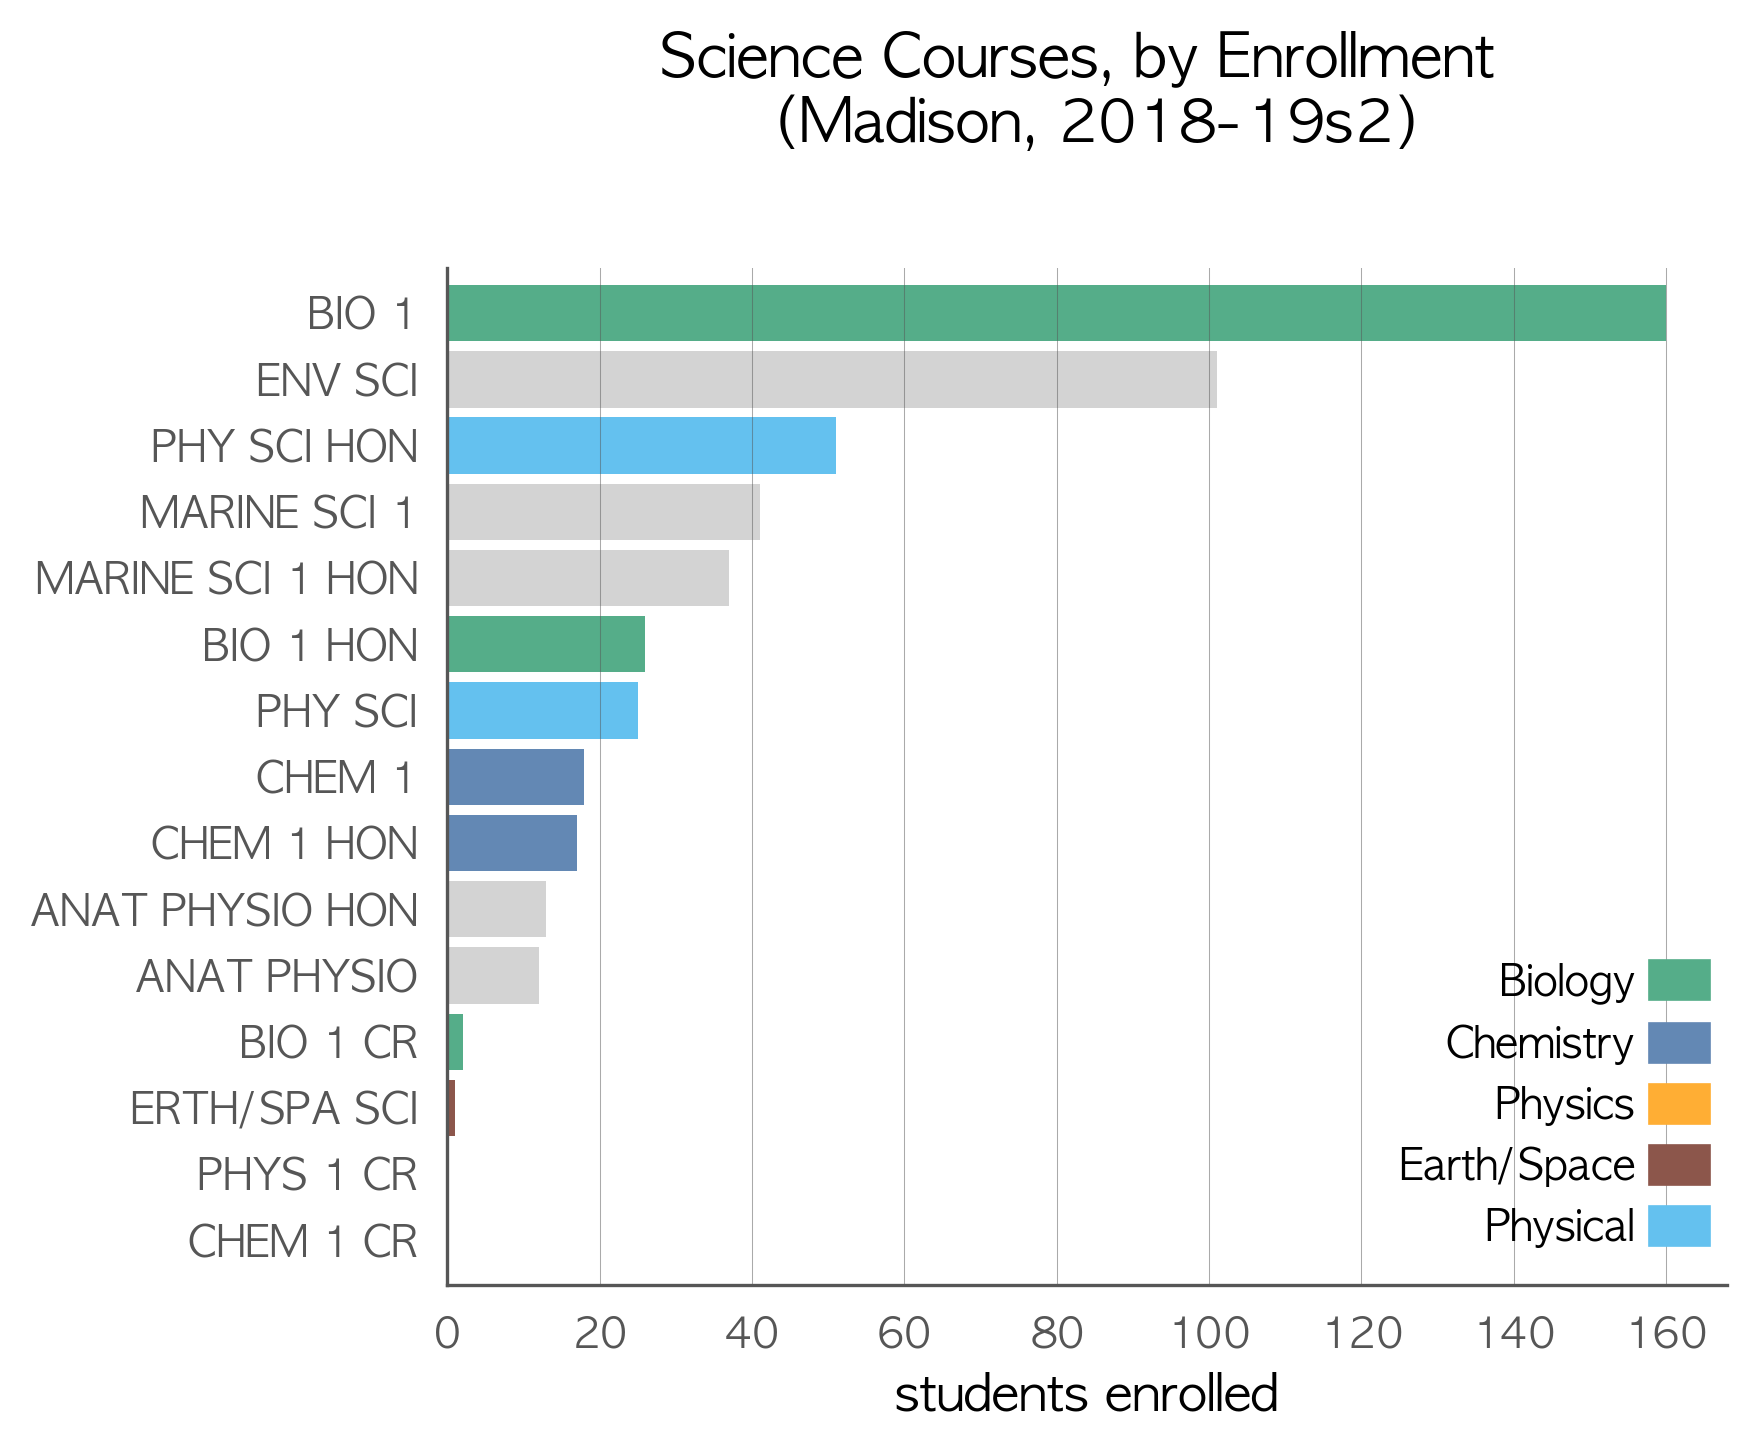 Science Courses, by Enrollment
(Madison, 2018-19s2)
BIO 1
ENV SCI
PHY SCI HON
MARINE SCI 1
MARINE SCI 1 HON
BIO 1 HON
PHY SCI
CHEM 1
CHEM 1 HON
ANAT PHYSIO HON
ANAT PHYSIO
BIO 1 CR
ERTH/SPA SCI
PHYS 1 CR
CHEM 1 CR
Biology
Chemistry
Physics
Earth/Space
Physical
0 20 40 60 80 100 120 140 160
students enrolled